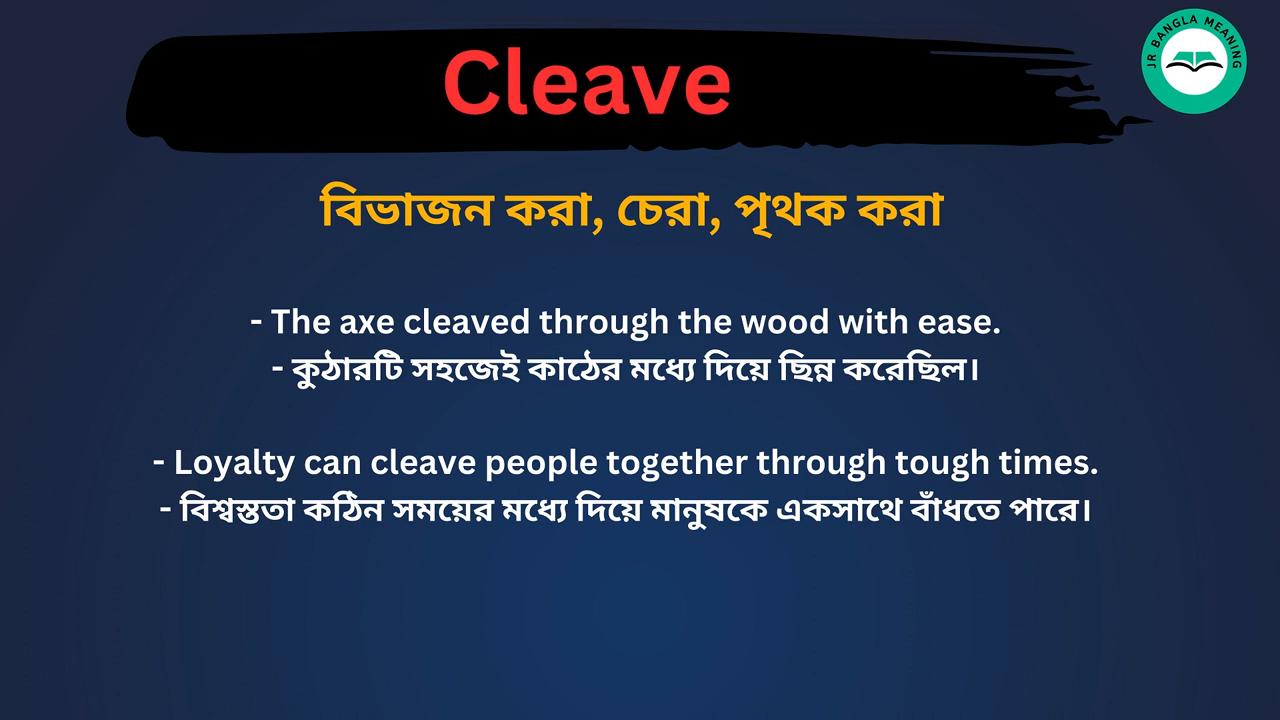 JR BANGLA MEANING
Cleave
বিভাজন করা, চেরা, পৃথক করা
- The axe cleaved through the wood with ease.
- কুঠারটি সহজেই কাঠের মধ্যে দিয়ে ছিন্ন করেছিল।
- Loyalty can cleave people together through tough times.
- বিশ্বস্ততা কঠিন সময়ের মধ্যে দিয়ে মানুষকে একসাথে বাঁধতে পারে।